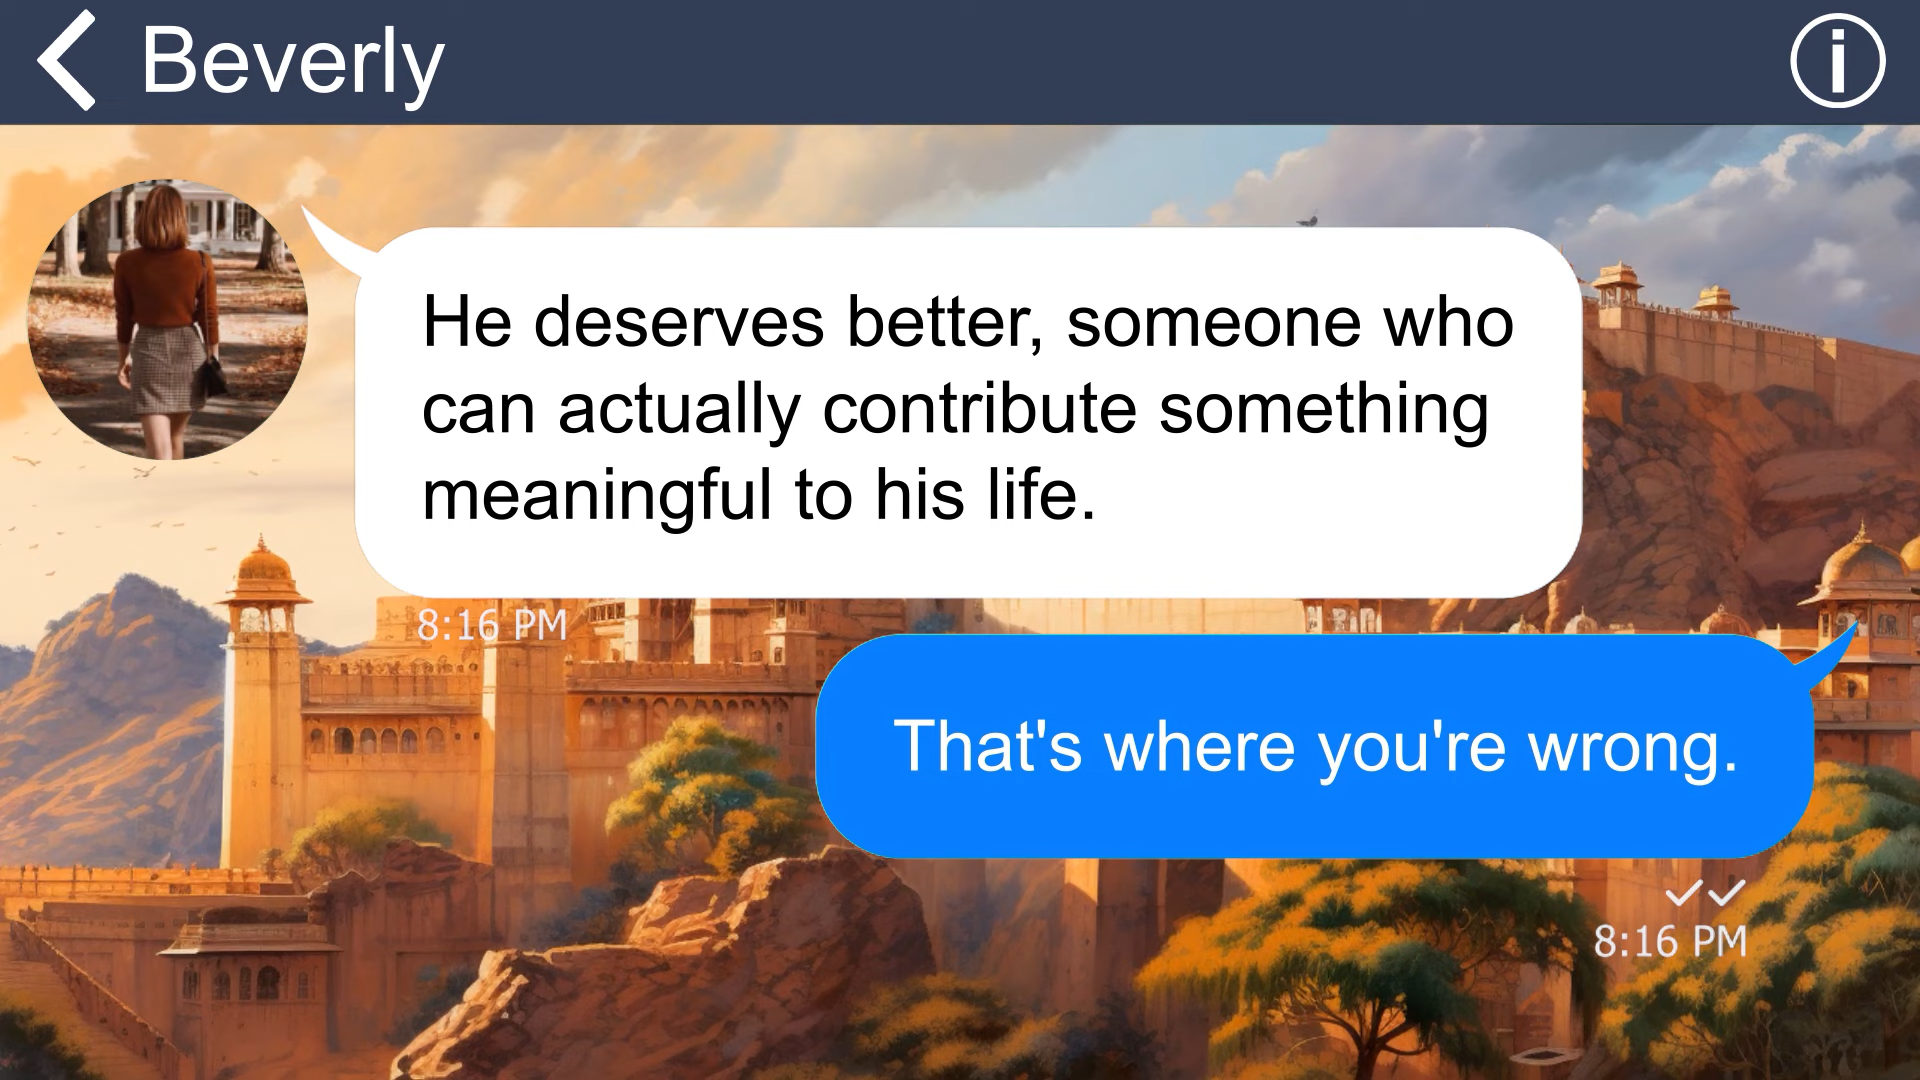 Beverly
He deserves better, someone who
can actually contribute something
meaningful to his life.
8:16 PM
That's where you're wrong.
8:16 PM